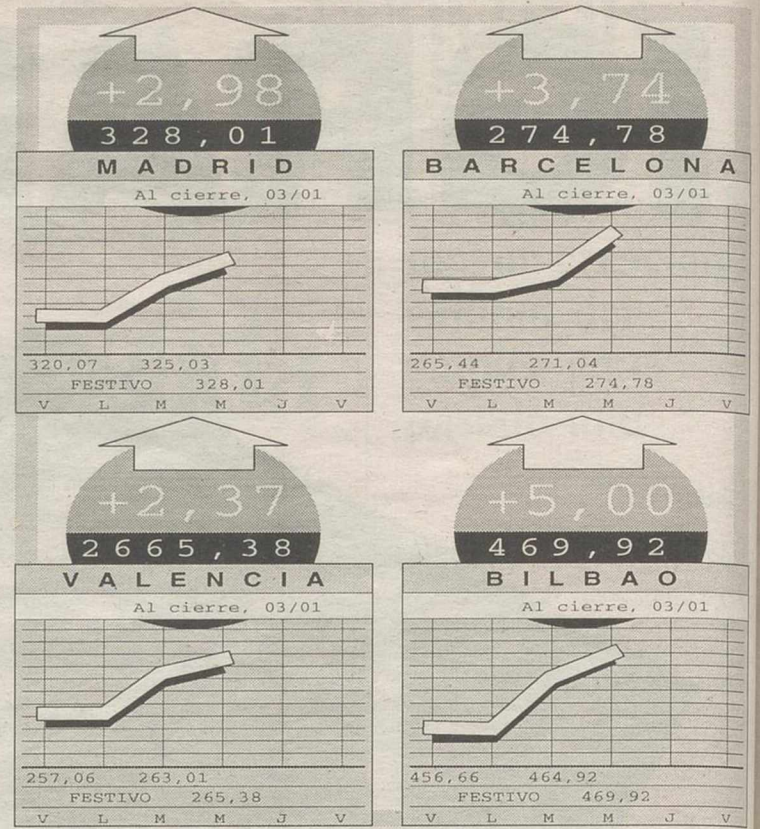 +2,98
328,01
MADRID
Al cierre, 03/01
320,07 325,03
FESTIVO 328,01
V L M M J V
+3,74
274,78
BARCELONA
Al cierre, 03/01
265,44 271,04
FESTIVO 274,78
V L M M J V
+2,37
2665,38
VALENCIA
Al cierre, 03/01
257,06 263,01
FESTIVO 265,38
V L M M J V
+5,00
469,92
BILBAO
Al cierre, 03/01
456,66 464,92
FESTIVO 469,92
V L M M J V